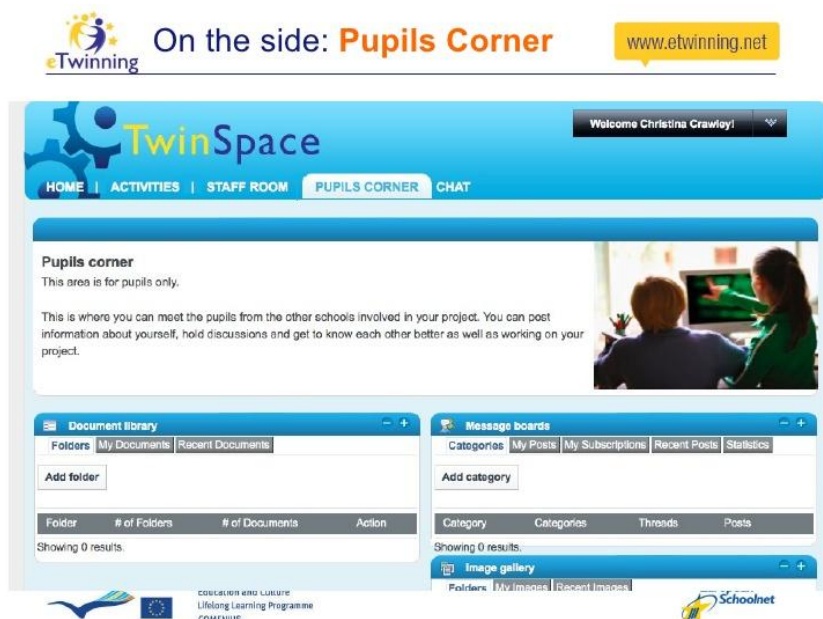 eTwinning
On the side: Pupils Corner
www.etwinning.net
TwinSpace
Welcome Christina Crawley!
HOME | ACTIVITIES | STAFF ROOM PUPILS CORNER CHAT
Pupils corner
This area is for pupils only.
This is where you can meet the pupils from the other schools involved in your project. You can post
information about yourself, hold discussions and get to know each other better as well as working on your
project.
Document library
Folders My Documents Recent Documents
Add folder
Folder # of Folders # of Documents Action
Showing 0 results.
Message boards
Categories My Posts My Subscriptions Recent Posts Statistics
Add category
Category Categories Threads Posts
Showing 0 results.
Image gallery
Folders My Images Recent Images
Education and Culture
Lifelong Learning Programme
COMENIUS
Schoolnet